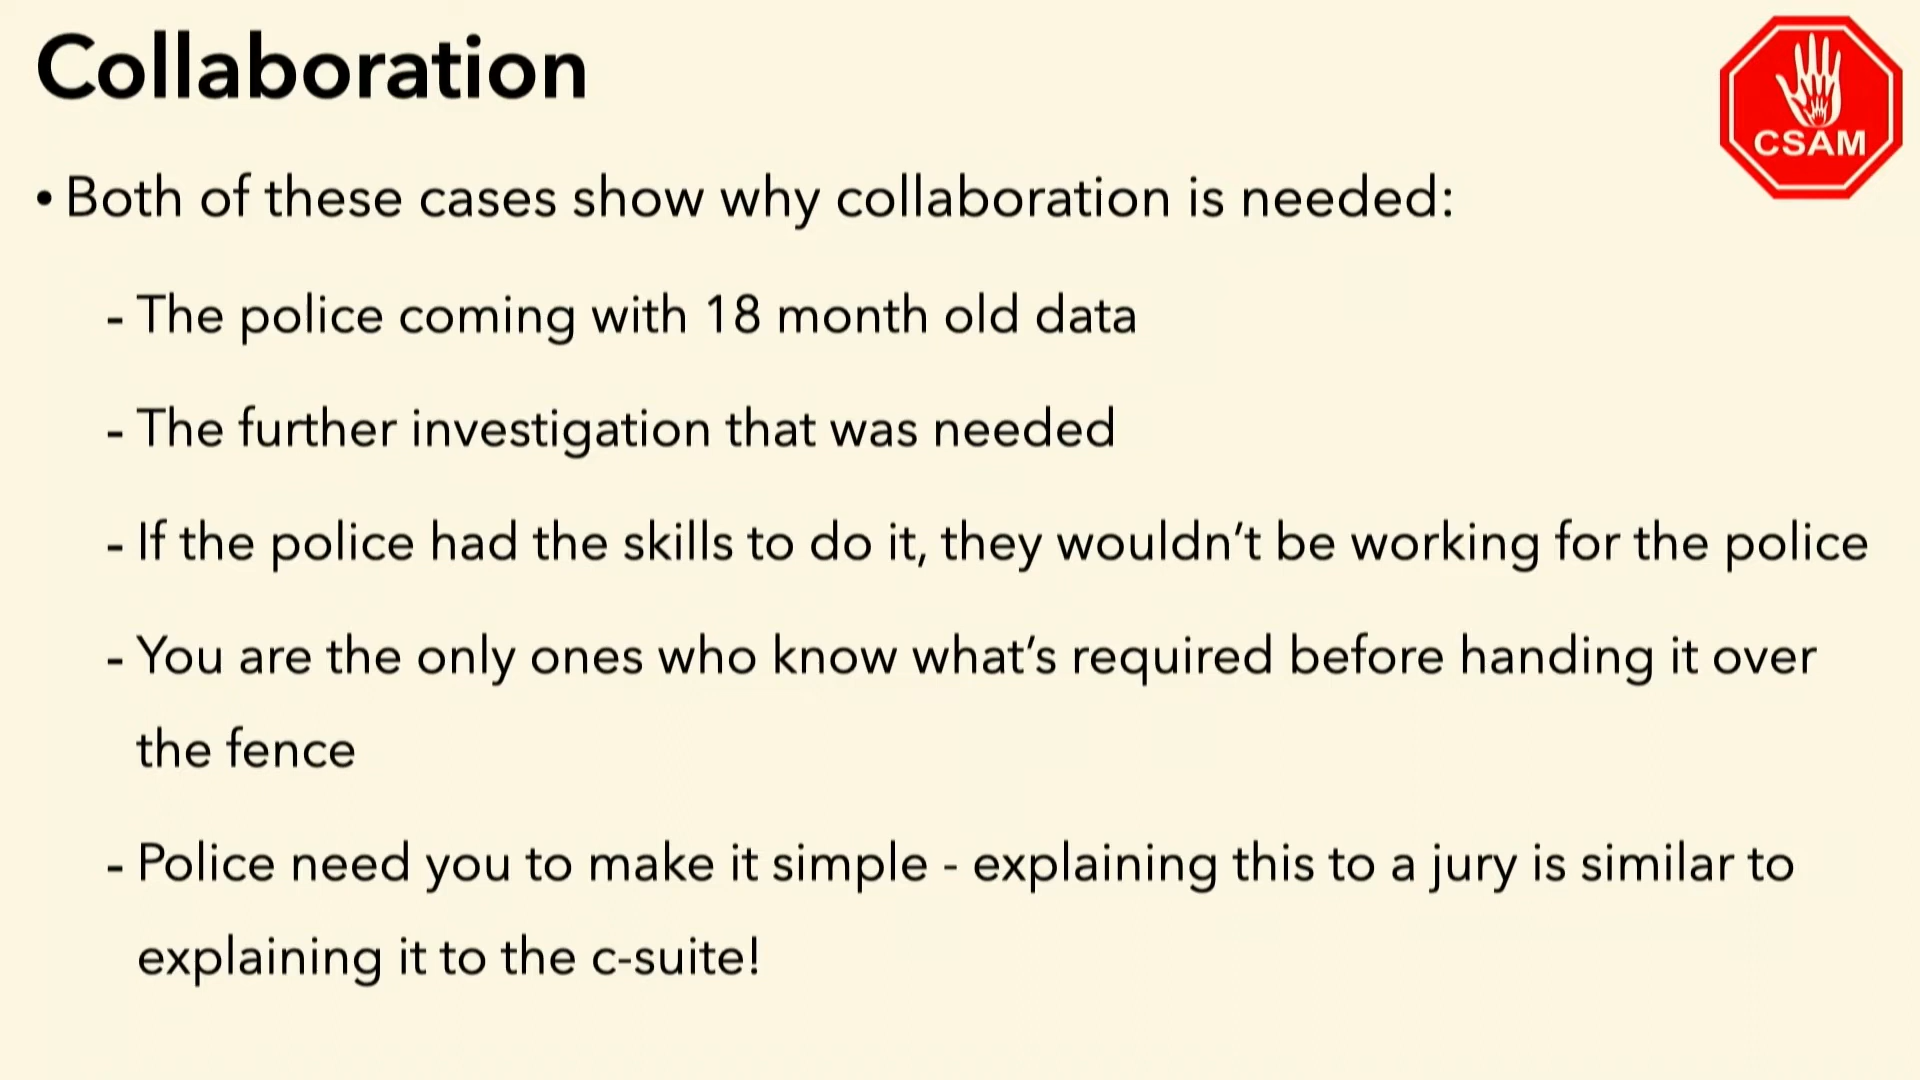 Collaboration
CSAM
• Both of these cases show why collaboration is needed:
- The police coming with 18 month old data
- The further investigation that was needed
- If the police had the skills to do it, they wouldn’t be working for the police
- You are the only ones who know what’s required before handing it over
the fence
- Police need you to make it simple - explaining this to a jury is similar to
explaining it to the c-suite!